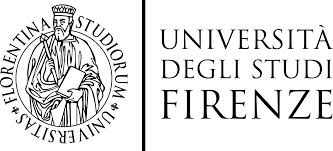 FLORENTINA STUDIORUM UNIVERSITAS
UNIVERSITÀ
DEGLI STUDI
FIRENZE